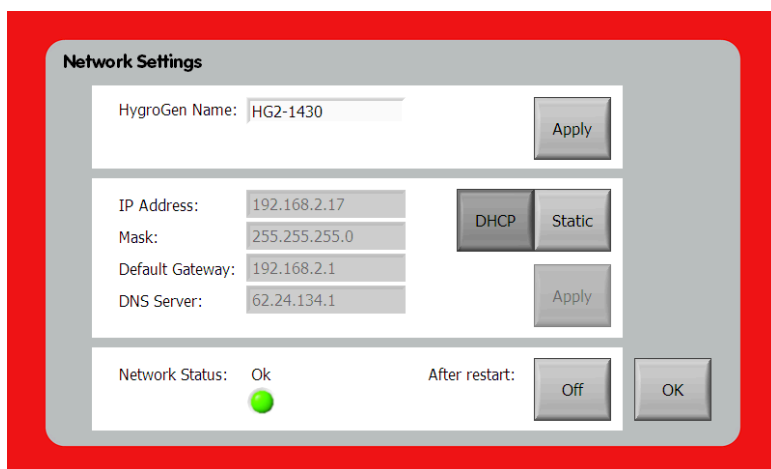 Network Settings
HygroGen Name: HG2-1430
Apply
IP Address: 192.168.2.17
DHCP Static
Mask: 255.255.255.0
Default Gateway: 192.168.2.1
DNS Server: 62.24.134.1
Apply
Network Status: Ok
After restart: Off
OK